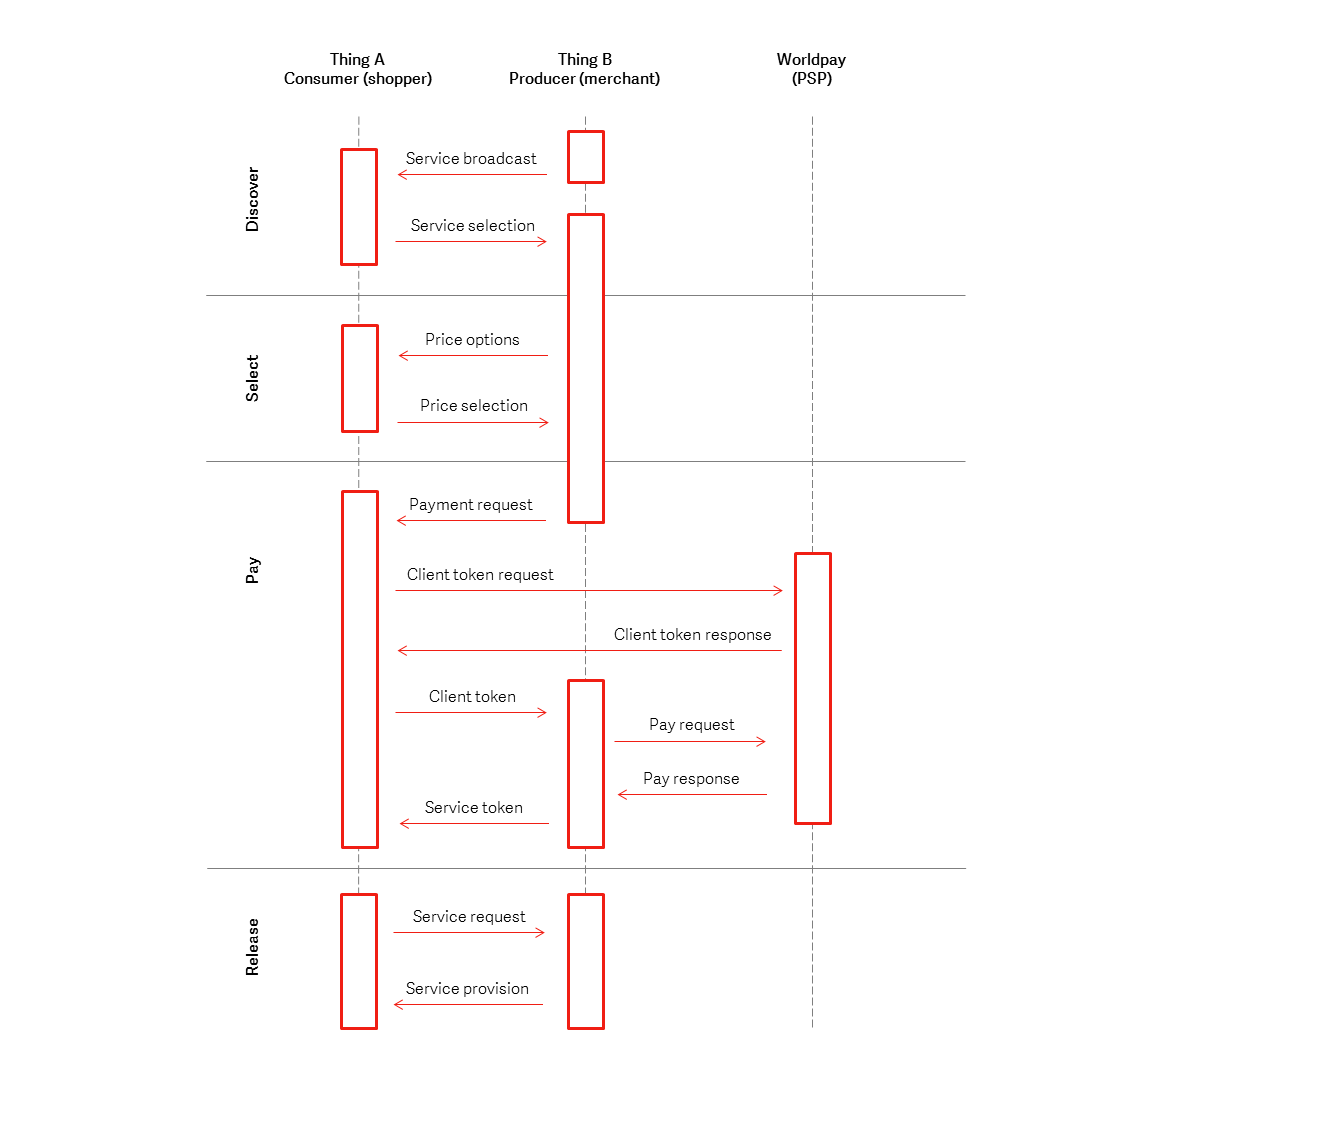 Thing A
Consumer (shopper)
Thing B
Producer (merchant)
Worldpay
(PSP)
Discover
Service broadcast
Service selection
Select
Price options
Price selection
Pay
Payment request
Client token request
Client token response
Client token
Pay request
Pay response
Service token
Release
Service request
Service provision